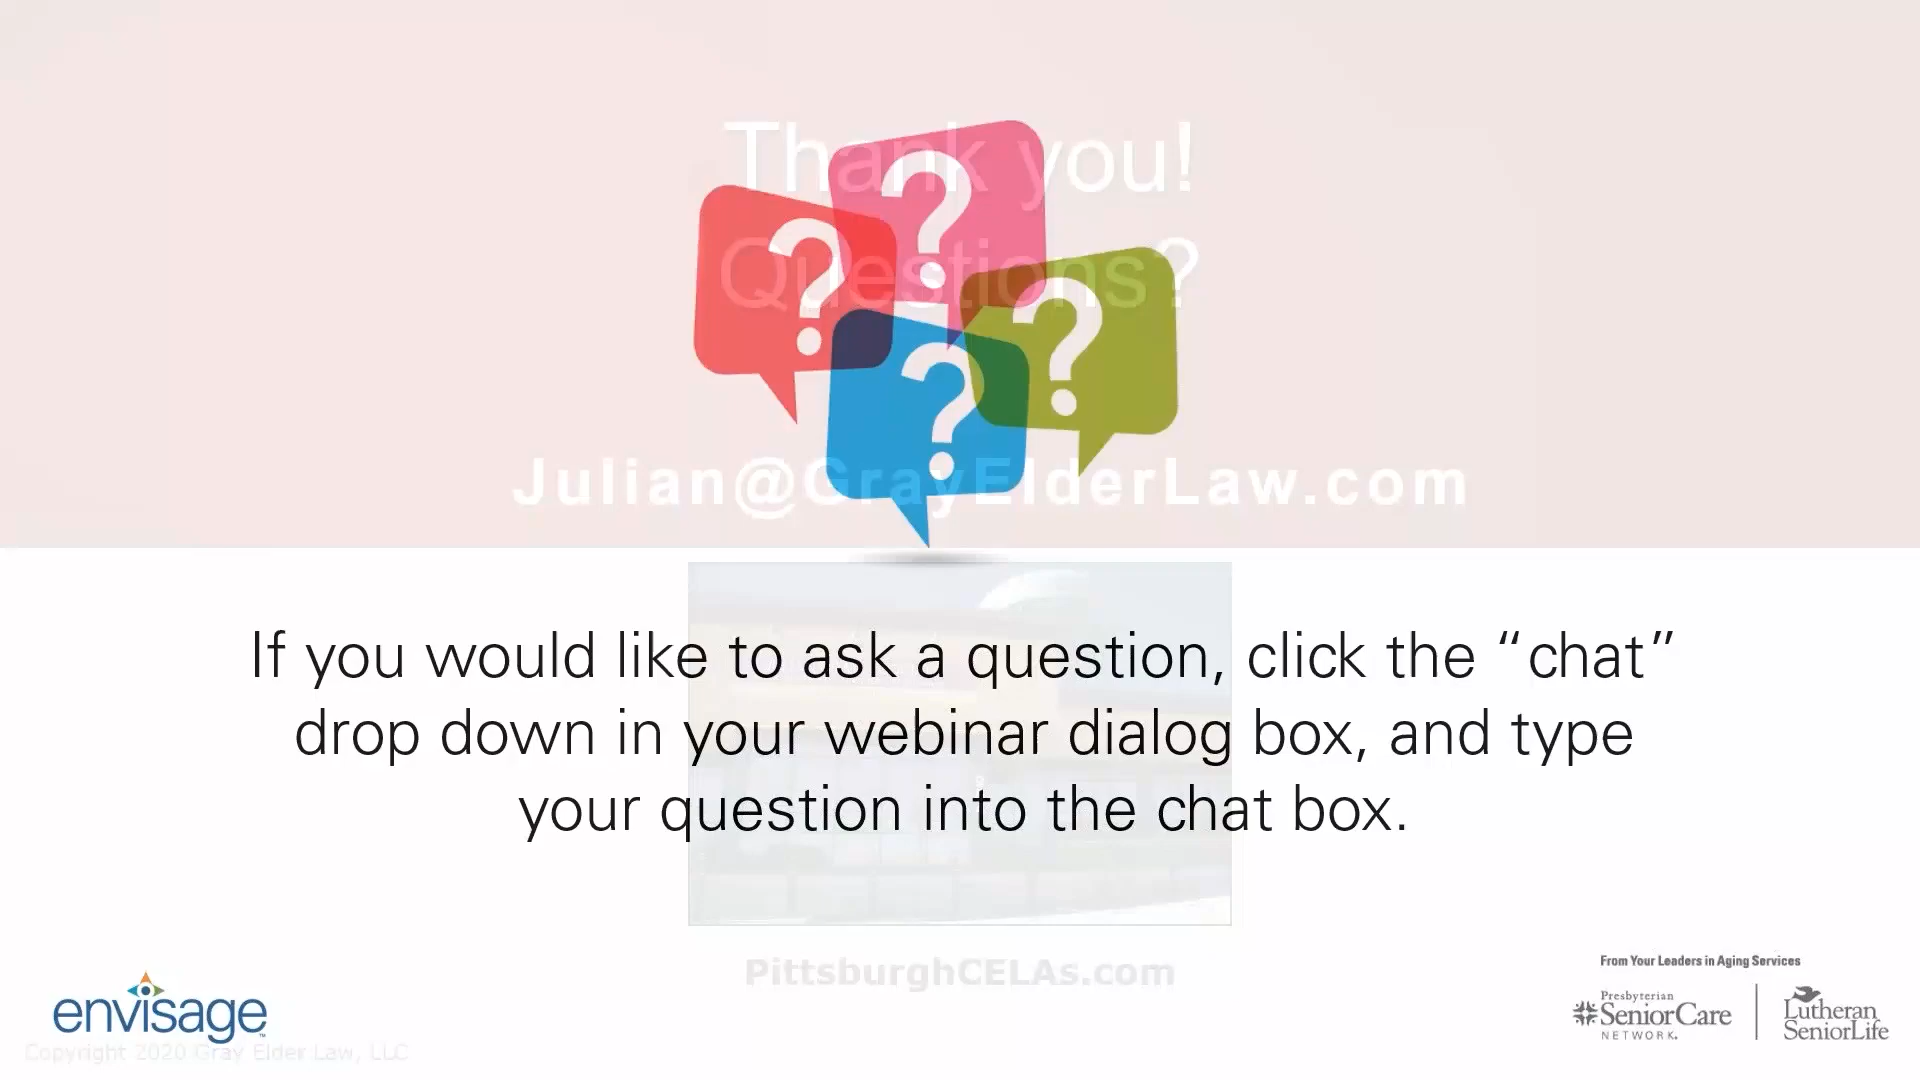 Thank you!
Questions?
? ? ? ?
Julian@GrayElderLaw.com
If you would like to ask a question, click the “chat”
drop down in your webinar dialog box, and type
your question into the chat box.
PittsburghCELAs.com
envisage™
Copyright 2020 Gray Elder Law, LLC
From Your Leaders in Aging Services
Presbyterian
SeniorCare
NETWORK.
Lutheran
SeniorLife